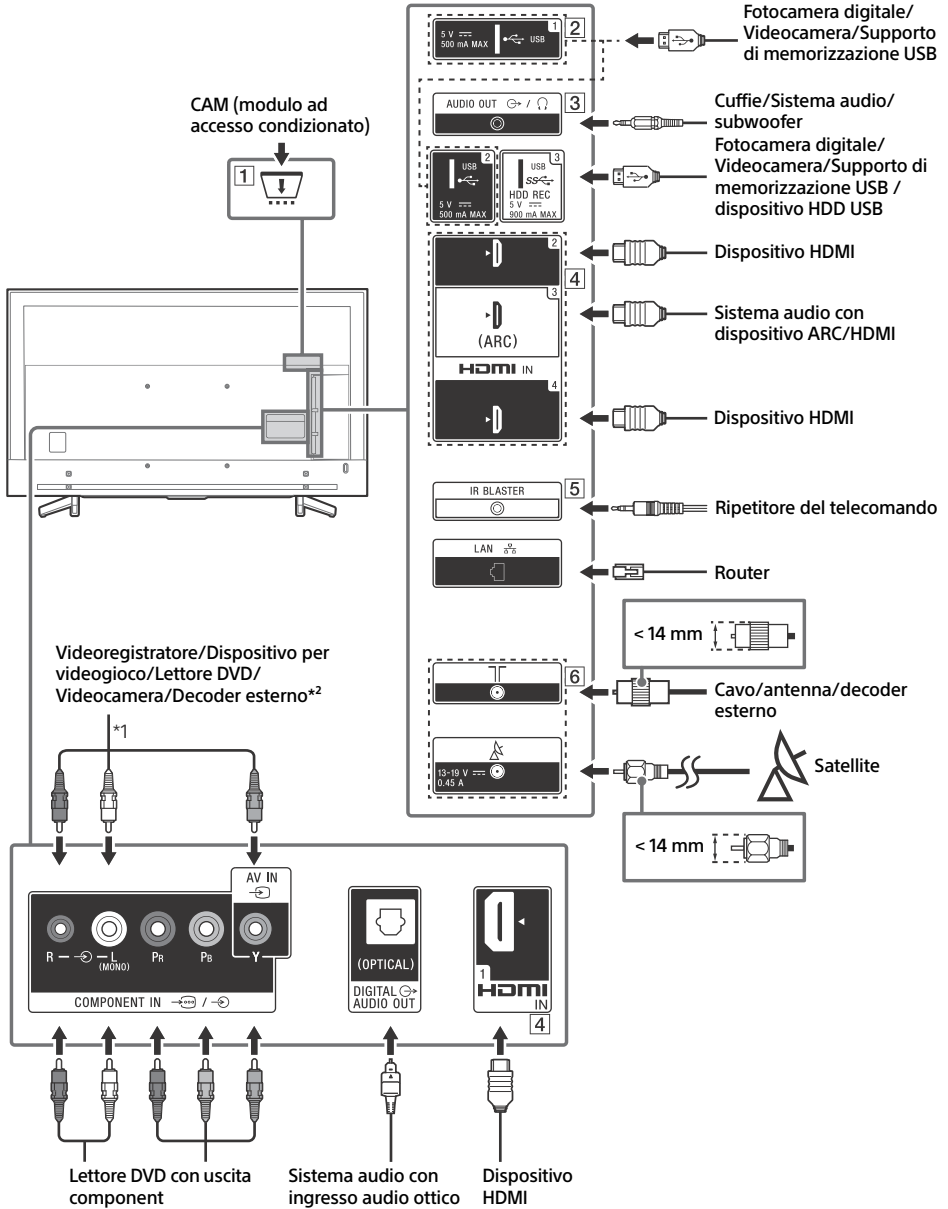 Fotocamera digitale/
Videocamera/Supporto
di memorizzazione USB
5 V
500 mA MAX
USB
1
2
CAM (modulo ad
accesso condizionato)
1
AUDIO OUT
/
3
Cuffie/Sistema audio/
subwoofer
2
USB
5 V
500 mA MAX
3
USB
SS
HDD REC
5 V
900 mA MAX
Fotocamera digitale/
Videocamera/Supporto di
memorizzazione USB /
dispositivo HDD USB
2
4
Dispositivo HDMI
3
(ARC)
HDMI IN
Sistema audio con
dispositivo ARC/HDMI
4
Dispositivo HDMI
IR BLASTER
5
Ripetitore del telecomando
LAN
Router
< 14 mm
6
Cavo/antenna/decoder
esterno
13-19 V
0.45 A
Satellite
< 14 mm
Videoregistratore/Dispositivo per
videogioco/Lettore DVD/
Videocamera/Decoder esterno*2
*1
AV IN
R — — L
(MONO)
PR
PB
Y
COMPONENT IN /
(OPTICAL)
DIGITAL
AUDIO OUT
1
HDMI
IN
4
Lettore DVD con uscita
component
Sistema audio con
ingresso audio ottico
Dispositivo
HDMI